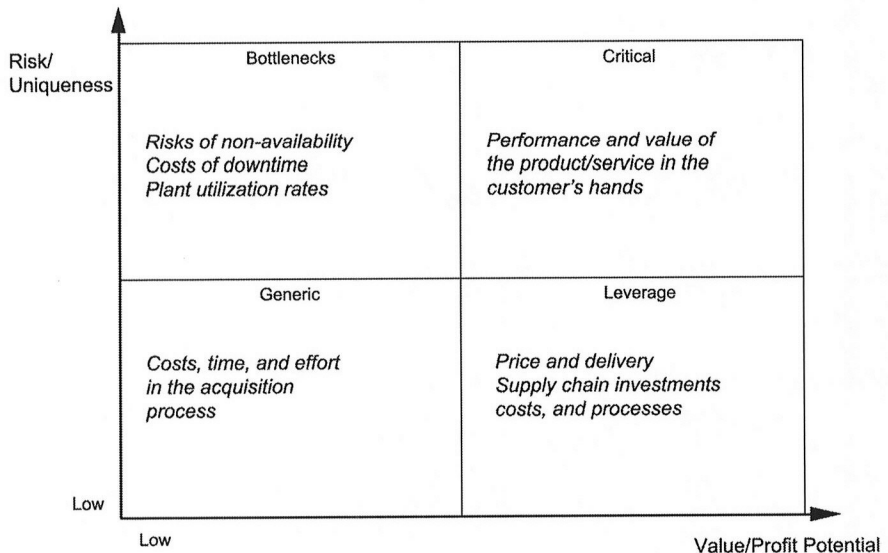 Risk/
Uniqueness
Bottlenecks
Critical
Risks of non-availability
Costs of downtime
Plant utilization rates
Performance and value of
the product/service in the
customer's hands
Generic
Leverage
Costs, time, and effort
in the acquisition
process
Price and delivery
Supply chain investments
costs, and processes
Low
Low
Value/Profit Potential